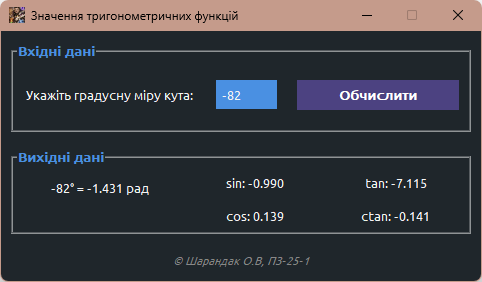 Значення тригонометричних функцій
Вхідні дані
Укажіть градусну міру кута: -82 Обчислити
Вихідні дані
-82° = -1.431 рад
sin: -0.990 tan: -7.115
cos: 0.139 ctan: -0.141
© Шарандак О.В, ПЗ-25-1